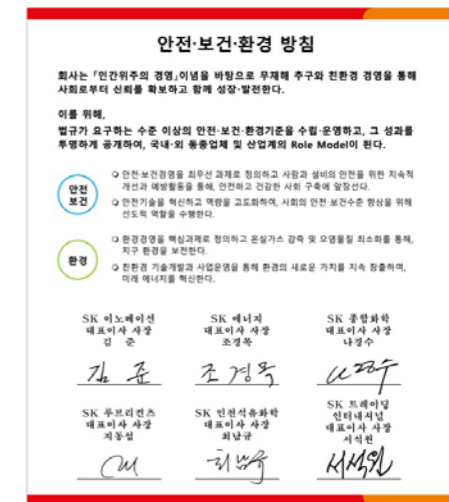 안전·보건·환경 방침
회사는 「인간위주의 경영」이념을 바탕으로 무재해 추구와 친환경 경영을 통해
사회로부터 신뢰를 확보하고 함께 성장·발전한다.
이를 위해,
법규가 요구하는 수준 이상의 안전·보건·환경기준을 수립·운영하고, 그 성과를
투명하게 공개하여, 국내·외 동종업체 및 산업계의 Role Model이 된다.
안전
보건
안전·보건경영을 최우선 과제로 정의하고 사람과 설비의 안전을 위한 지속적
개선과 예방활동을 통해, 안전하고 건강한 사회 구축에 앞장선다.
안전기술을 혁신하고 역량을 고도화하여, 사회의 안전·보건수준 향상을 위해
선도적 역할을 수행한다.
환경
환경경영을 핵심과제로 정의하고 온실가스 감축 및 오염물질 최소화를 통해,
지구 환경을 보전한다.
친환경 기술개발과 사업운영을 통해 환경의 새로운 가치를 지속 창출하여,
미래 에너지를 혁신한다.
SK 이노베이션
대표이사 사장
김 준
SK 에너지
대표이사 사장
조경목
SK 종합화학
대표이사 사장
나경수
김 준
조경목
나경수
SK 루브리컨츠
대표이사 사장
지동섭
SK 인천석유화학
대표이사 사장
최남규
SK 트레이딩
인터내셔널
대표이사 사장
서석원
최남규
서석원